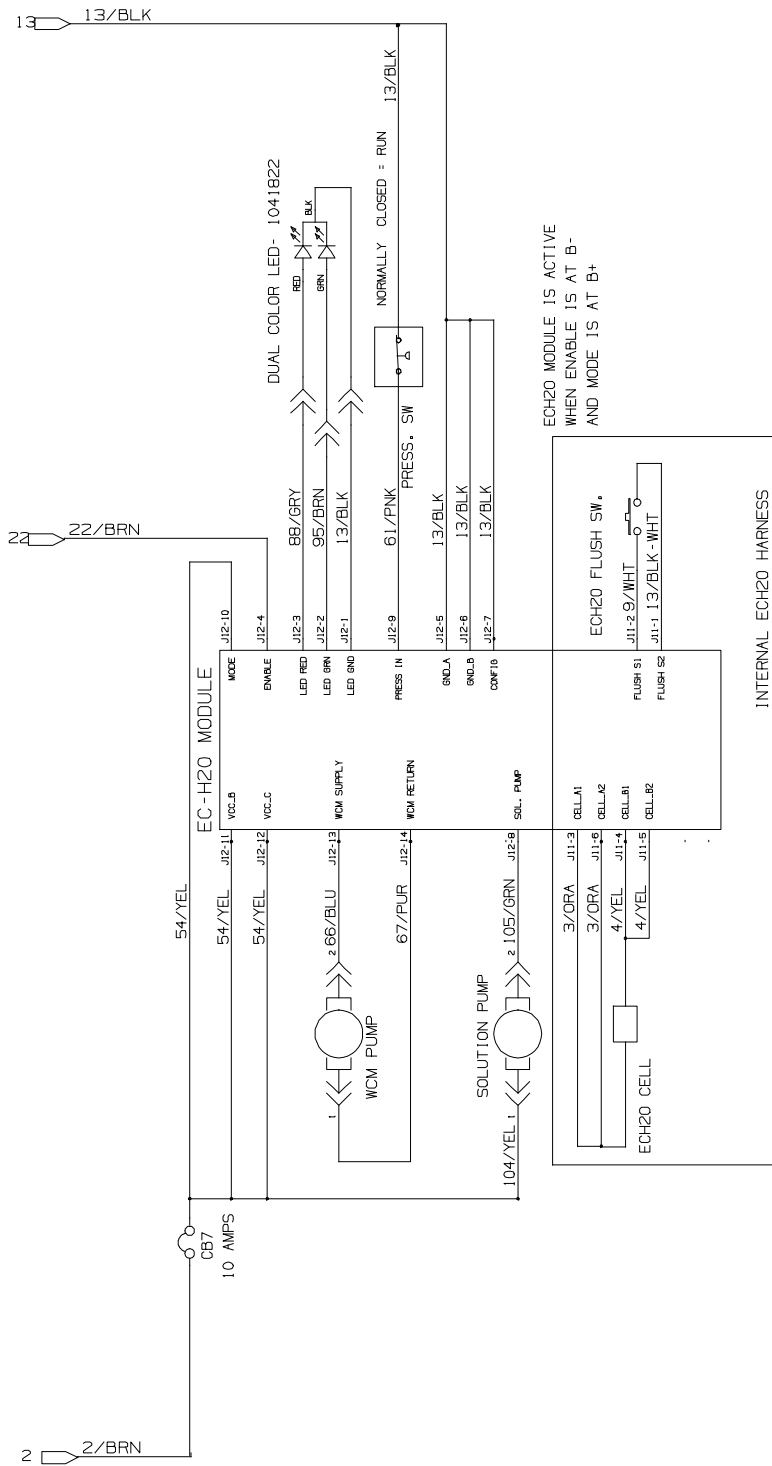 13
13/BLK
13/BLK
DUAL COLOR LED- 1041822
RED
GRN
BLK
NORMALLY CLOSED = RUN
PRESS. SW
ECH20 MODULE IS ACTIVE
WHEN ENABLE IS AT B-
AND MODE IS AT B+
22
22/BRN
88/GRY
95/BRN
13/BLK
61/PNK
13/BLK
13/BLK
13/BLK
ECH20 FLUSH SW.
9/WHT
13/BLK-WHT
INTERNAL ECH20 HARNESS
J12-10
J12-4
J12-3
J12-2
J12-1
J12-9
J12-5
J12-6
J12-7
J11-2
J11-1
EC-H20 MODULE
MODE
ENABLE
LED RED
LED GRN
LED GND
PRESS IN
GND_A
GND_B
CONFIG
FLUSH S1
FLUSH S2
VCC_B
VCC_C
WCM SUPPLY
WCM RETURN
SOL. PUMP
CELL_A1
CELL_A2
CELL_B1
CELL_B2
J12-11
J12-12
J12-13
J12-14
J12-8
J11-3
J11-6
J11-4
J11-5
54/YEL
54/YEL
54/YEL
2
66/BLU
67/PUR
2
105/GRN
3/ORA
3/ORA
4/YEL
4/YEL
WCM PUMP
1
SOLUTION PUMP
104/YEL
1
ECH20 CELL
CB7
10 AMPS
2
2/BRN